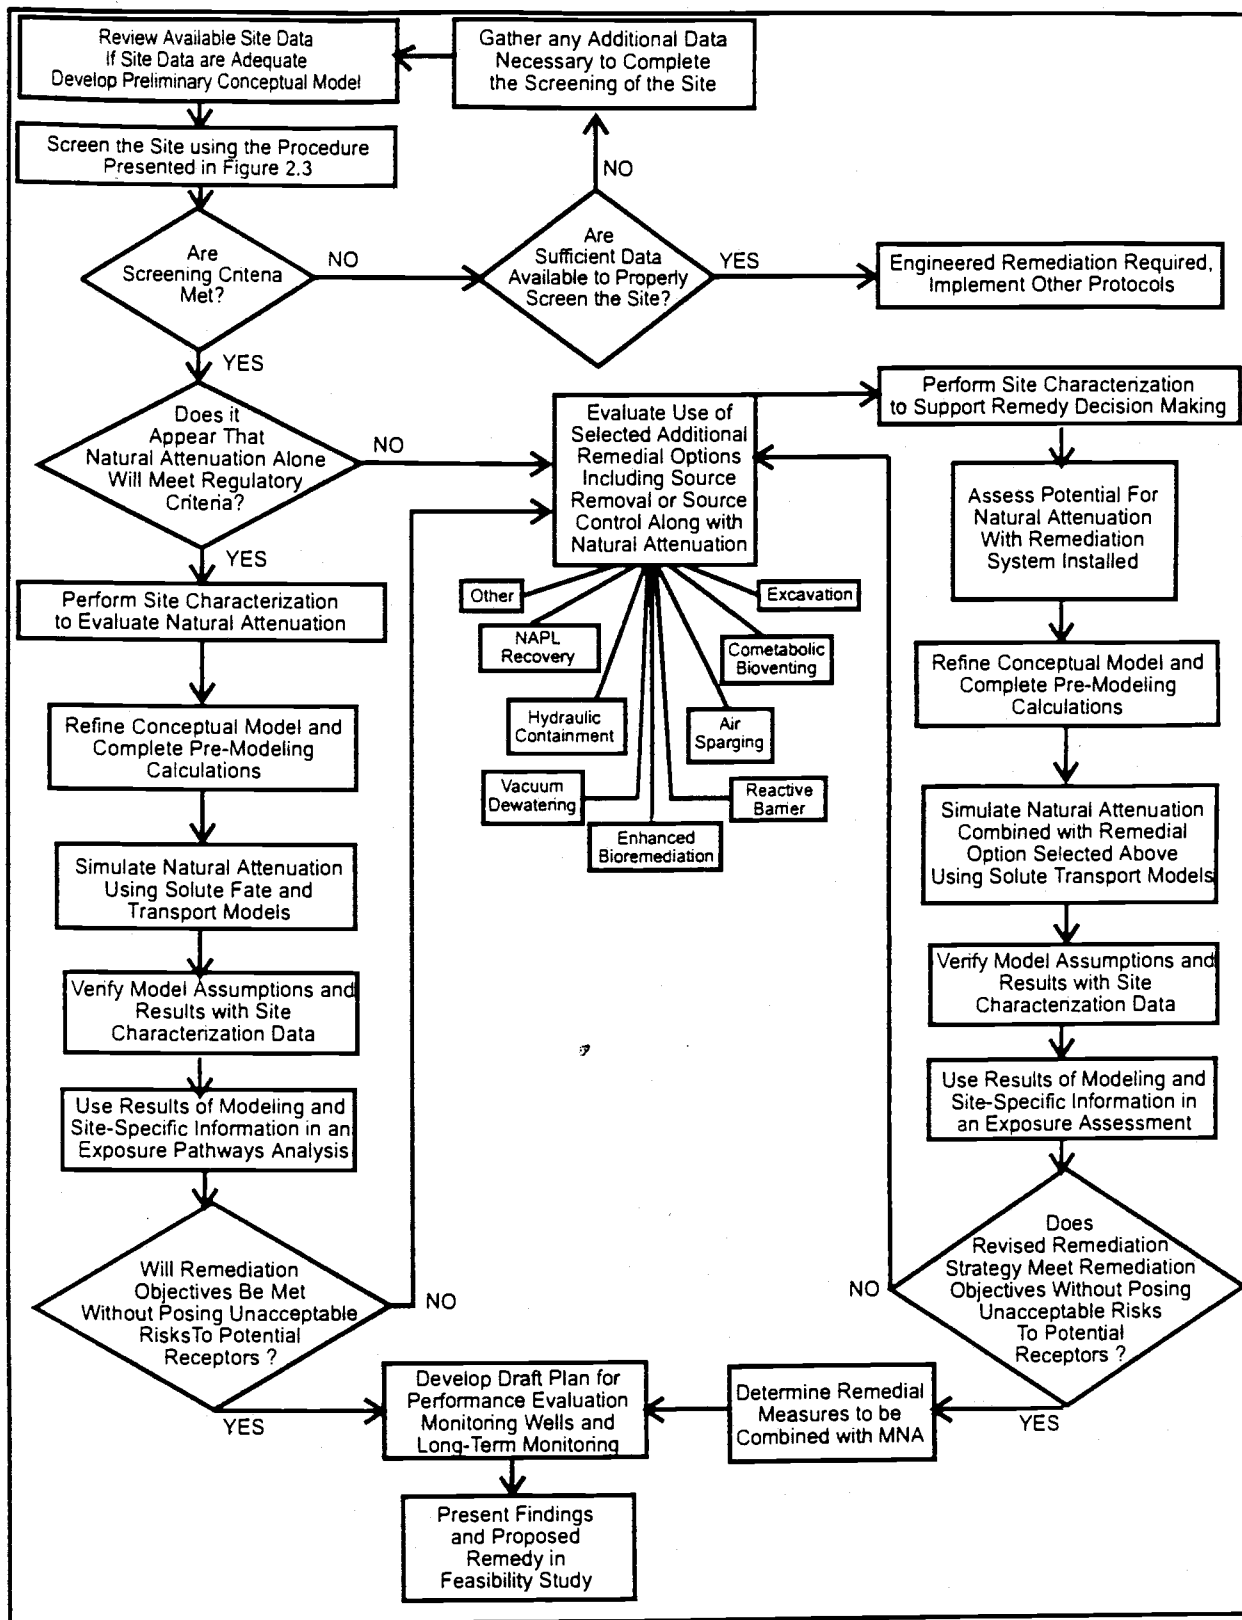 Review Available Site Data
If Site Data are Adequate
Develop Preliminary Conceptual Model
Gather any Additional Data
Necessary to Complete
the Screening of the Site
Screen the Site using the Procedure
Presented in Figure 2.3
NO
Are
Screening Criteria
Met?
NO
Are
Sufficient Data
Available to Properly
Screen the Site?
YES
Engineered Remediation Required,
Implement Other Protocols
YES
Does it
Appear That
Natural Attenuation Alone
Will Meet Regulatory
Criteria?
NO
Evaluate Use of
Selected Additional
Remedial Options
Including Source
Removal or Source
Control Along with
Natural Attenuation
Perform Site Characterization
to Support Remedy Decision Making
Assess Potential For
Natural Attenuation
With Remediation
System Installed
YES
Perform Site Characterization
to Evaluate Natural Attenuation
Other
Excavation
NAPL
Recovery
Cometabolic
Bioventing
Hydraulic
Containment
Air
Sparging
Vacuum
Dewatering
Reactive
Barrier
Enhanced
Bioremediation
Refine Conceptual Model and
Complete Pre-Modeling
Calculations
Refine Conceptual Model and
Complete Pre-Modeling
Calculations
Simulate Natural Attenuation
Using Solute Fate and
Transport Models
Simulate Natural Attenuation
Combined with Remedial
Option Selected Above
Using Solute Transport Models
Verify Model Assumptions and
Results with Site
Characterization Data
Verify Model Assumptions and
Results with Site
Characterization Data
Use Results of Modeling and
Site-Specific Information in an
Exposure Pathways Analysis
Use Results of Modeling and
Site-Specific Information in
an Exposure Assessment
Will Remediation
Objectives Be Met
Without Posing Unacceptable
RisksTo Potential
Receptors ?
NO
Does
Revised Remediation
Strategy Meet Remediation
Objectives Without Posing
Unacceptable Risks
To Potential
Receptors ?
NO
YES
Develop Draft Plan for
Performance Evaluation
Monitoring Wells and
Long-Term Monitoring
Determine Remedial
Measures to be
Combined with MNA
YES
Present Findings
and Proposed
Remedy in
Feasibility Study